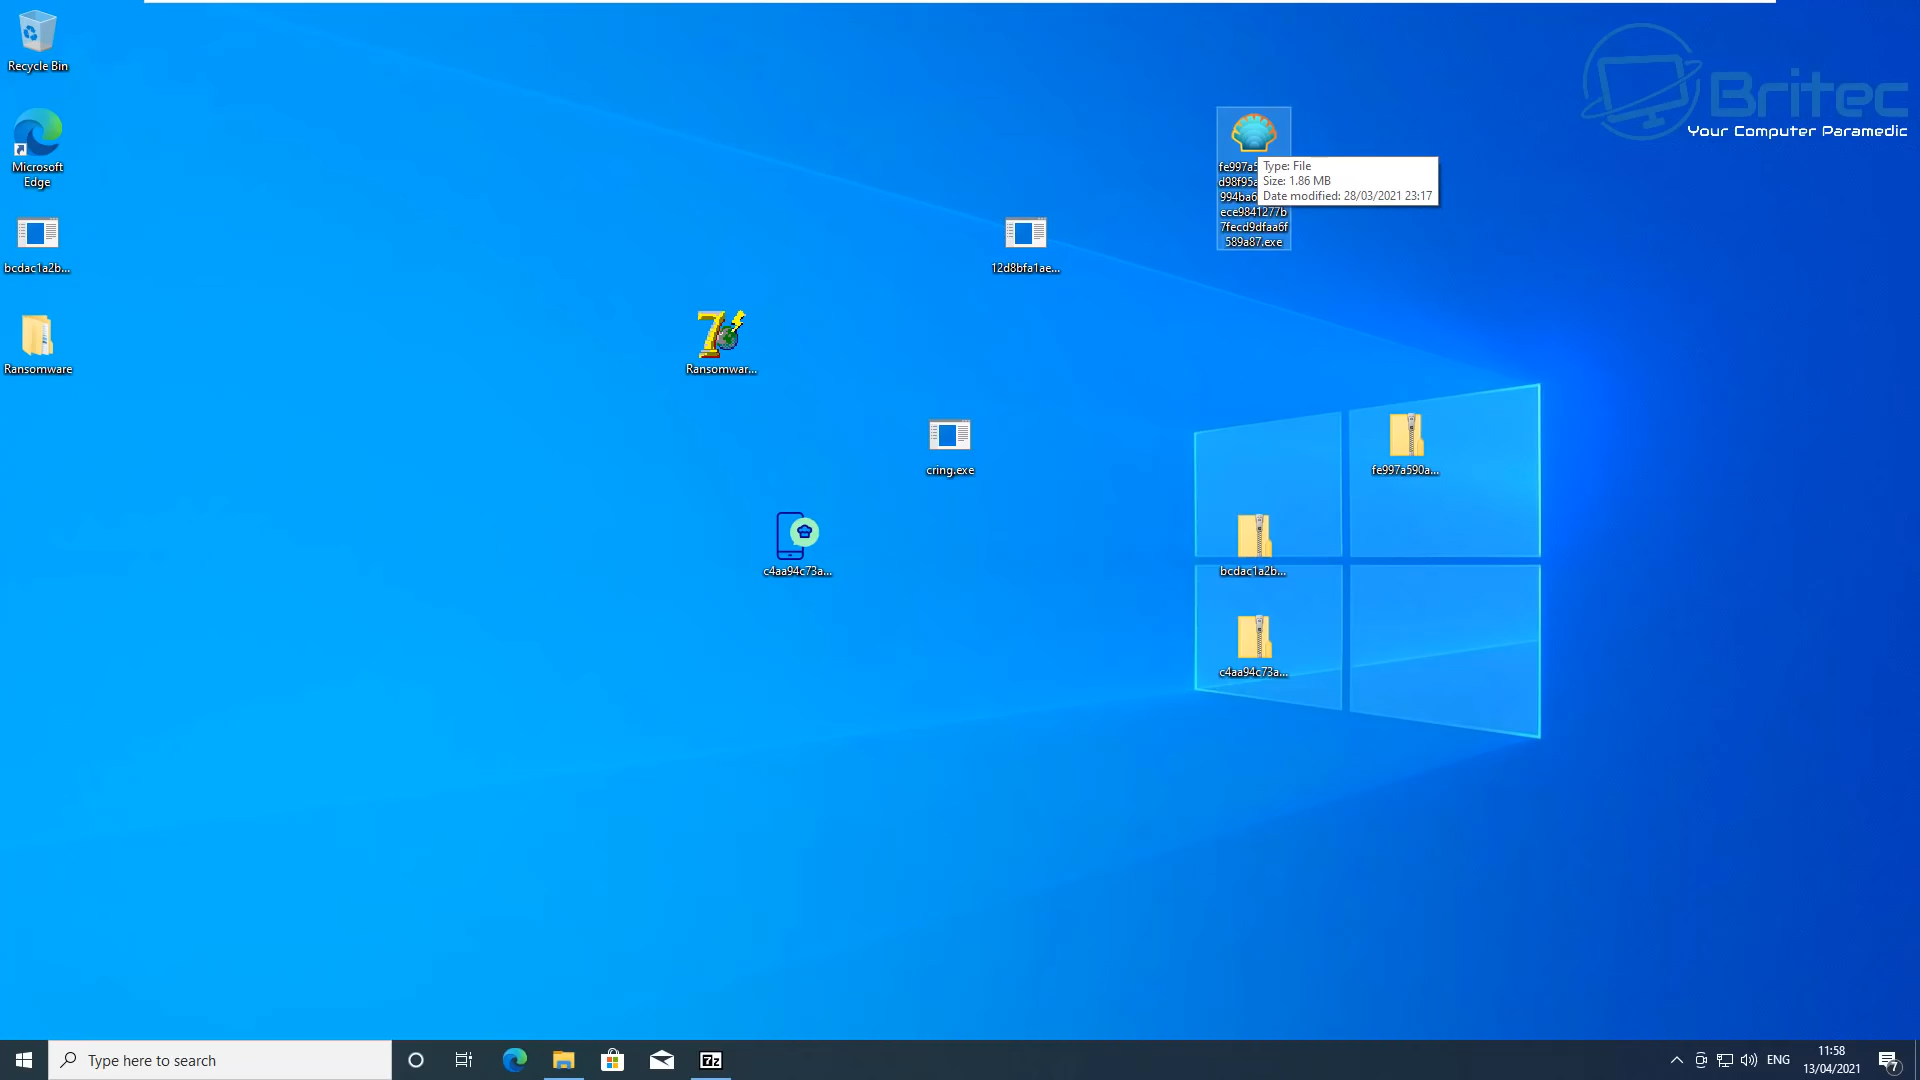 Recycle Bin
Microsoft
Edge
bcdac1a2b...
Ransomware
Ransomwar...
12d8bfa1ae...
cring.exe
c4aa94c73a...
fe997a5
d98f95a
994ba6
ece9841277b
7fecd9dfaa6f
589a87.exe
Type: File
Size: 1.86 MB
Date modified: 28/03/2021 23:17
fe997a590a...
bcdac1a2b...
c4aa94c73a...
Britec
Your Computer Paramedic
Type here to search
7z
ENG
11:58
13/04/2021
7